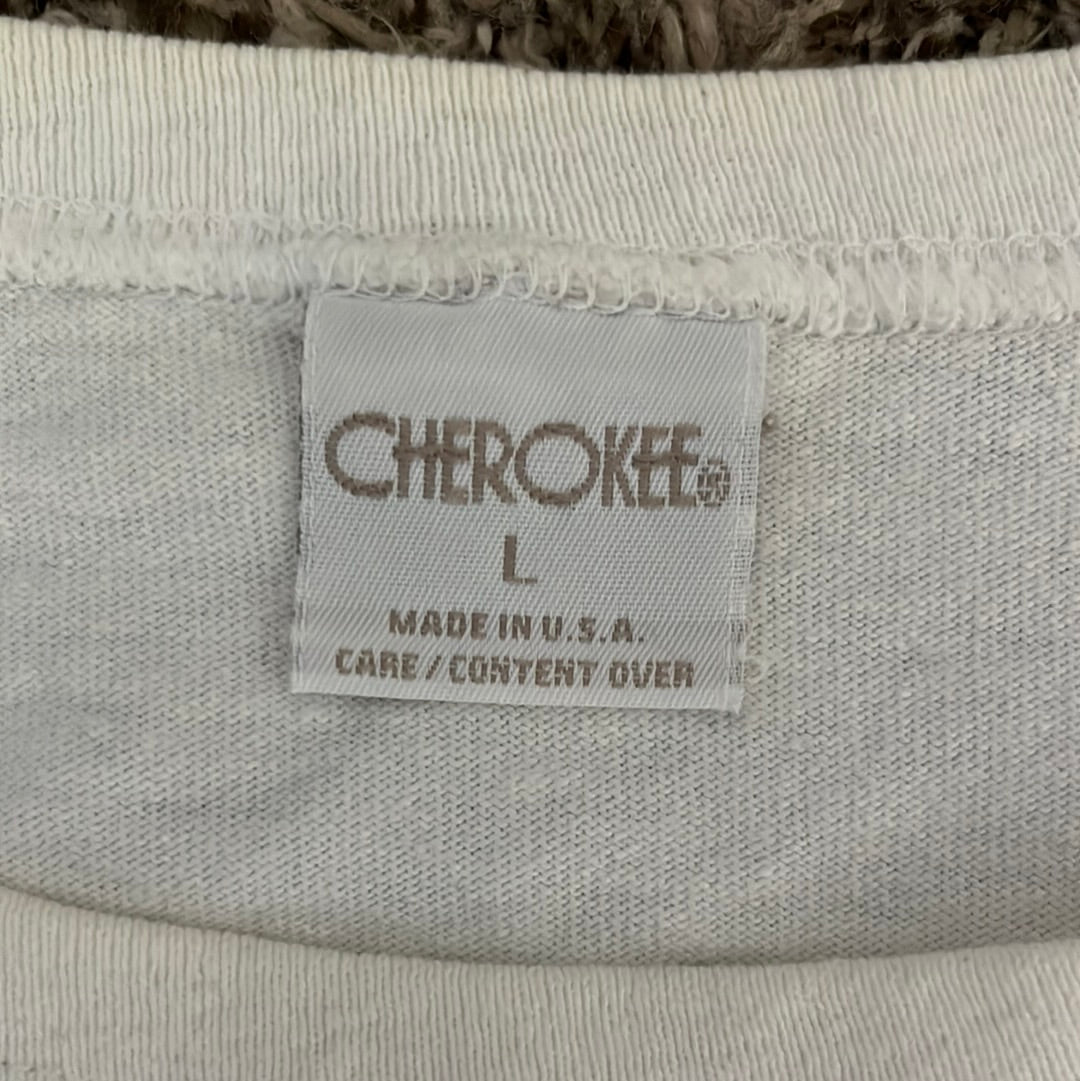 CHEROKEE®
L
MADE IN U.S.A.
CARE/CONTENT OVER